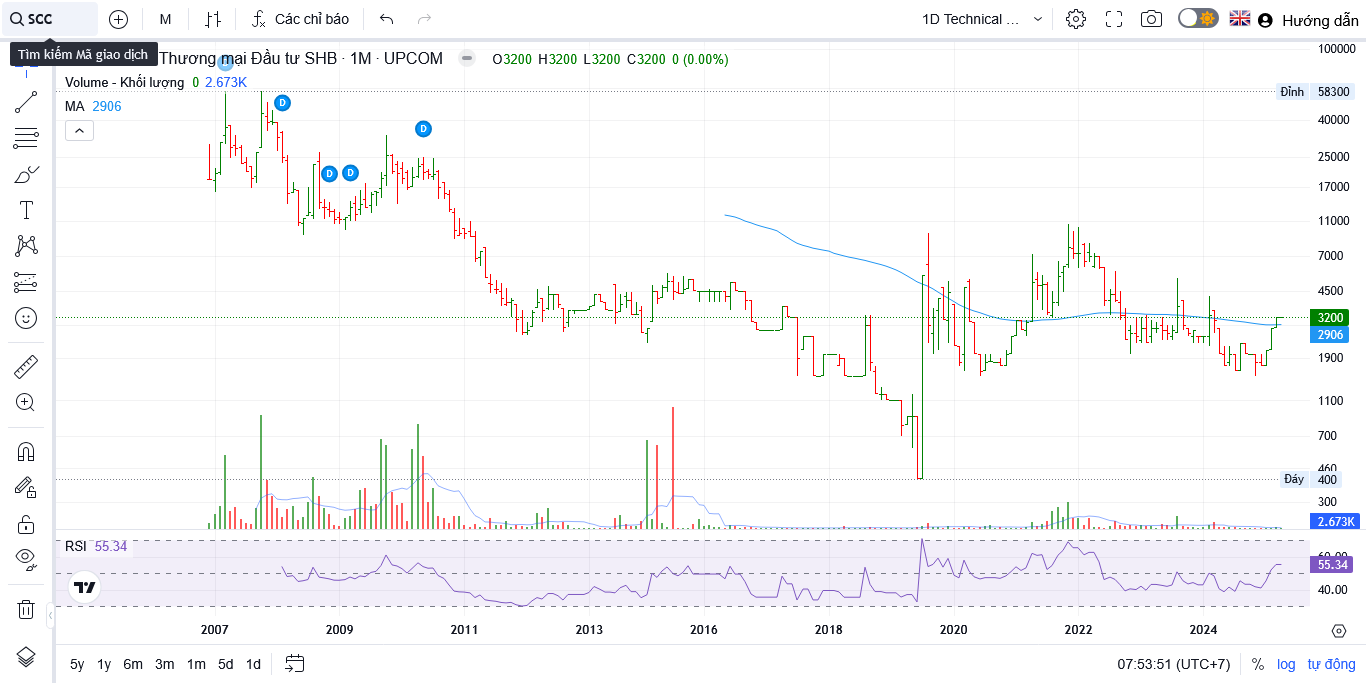 SCC M Các chỉ báo 1D Technical ... Hướng dẫn
Tìm kiếm Mã giao dịch Thương mại Đầu tư SHB · 1M · UPCOM O3200 H3200 L3200 C3200 0 (0.00%)
Volume - Khối lượng 0 2.673K
MA 2906
D
D
D
D
100000
Đỉnh 58300
40000
25000
17000
11000
7000
4500
3200
2906
1900
1100
700
460
Đáy 400
300
2.673K
RSI 55.34
60.00
55.34
40.00
2007 2009 2011 2013 2016 2018 2020 2022 2024
5y 1y 6m 3m 1m 5d 1d 07:53:51 (UTC+7) % log tự động